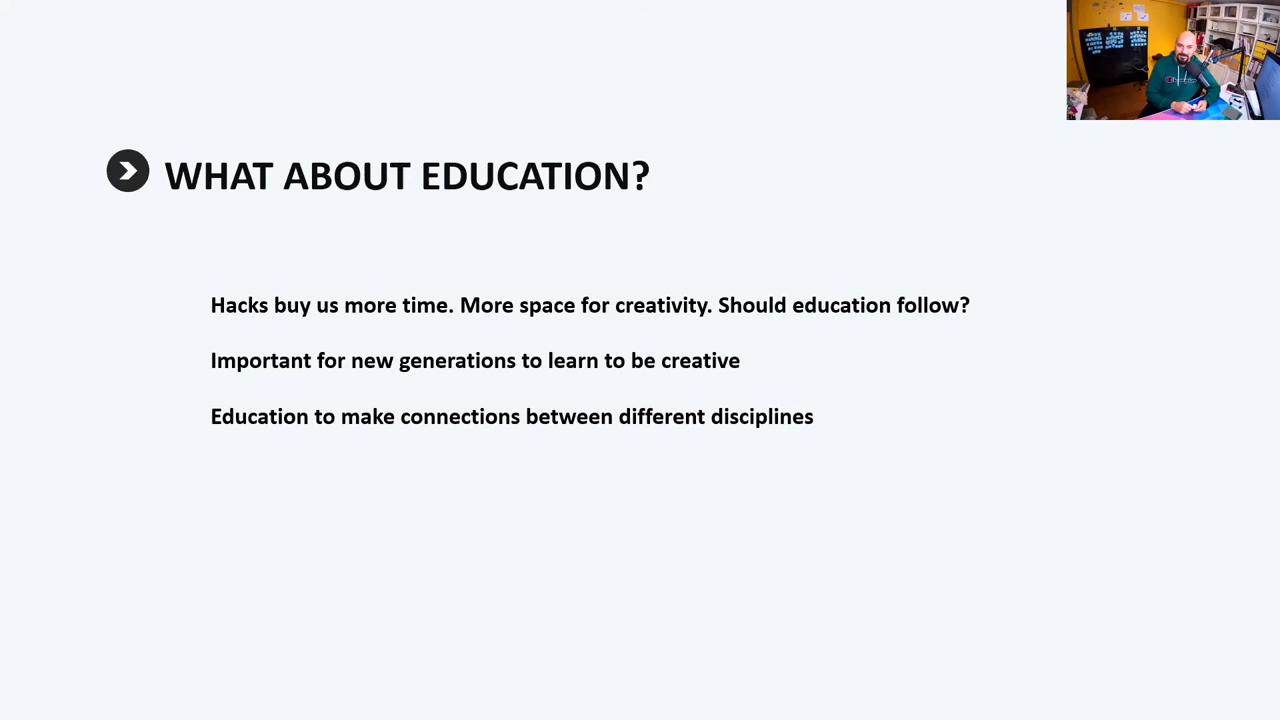 WHAT ABOUT EDUCATION?
Hacks buy us more time. More space for creativity. Should education follow?
Important for new generations to learn to be creative
Education to make connections between different disciplines